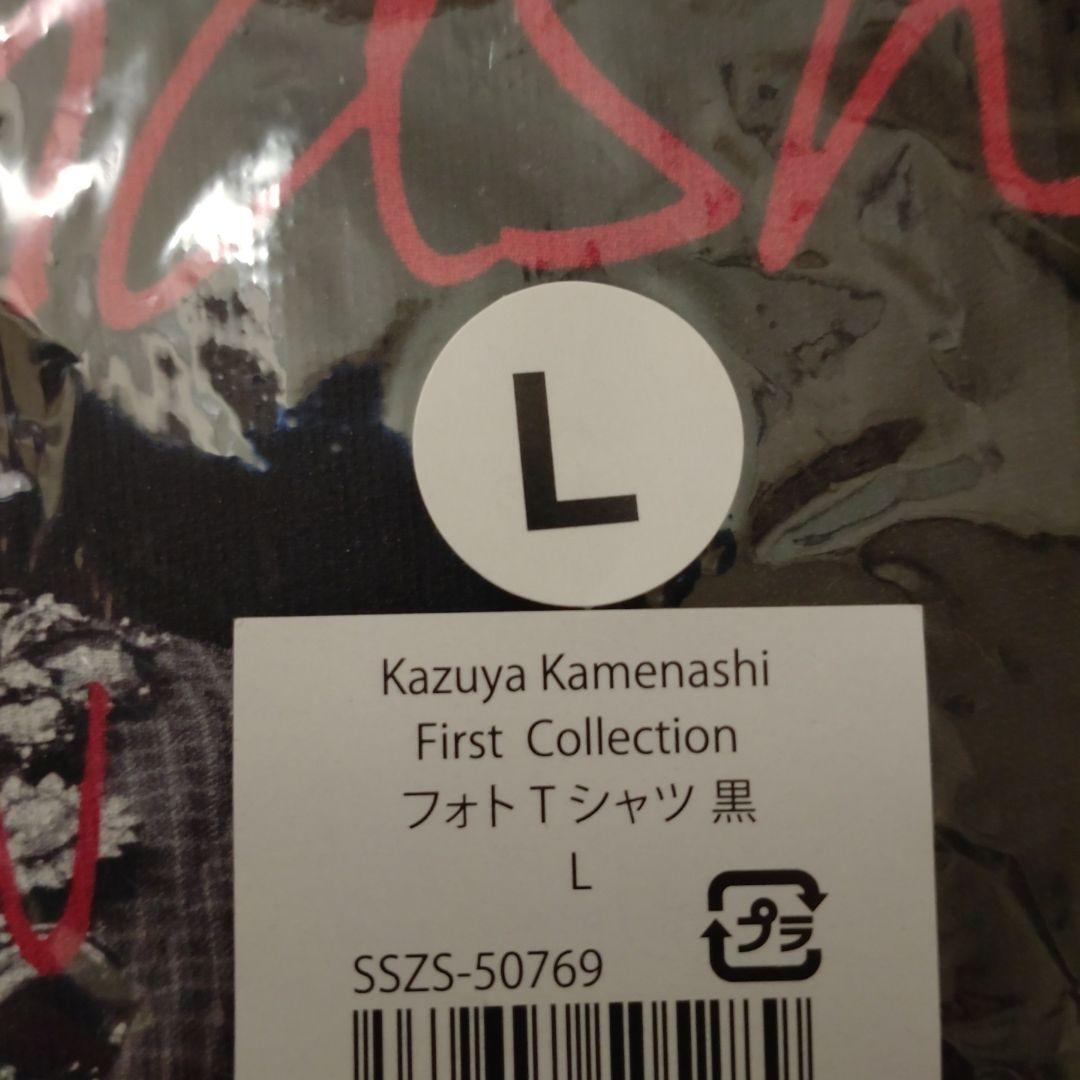 L
Kazuya Kamenashi
First Collection
フォトTシャツ 黒
L
プラ
SSZS-50769